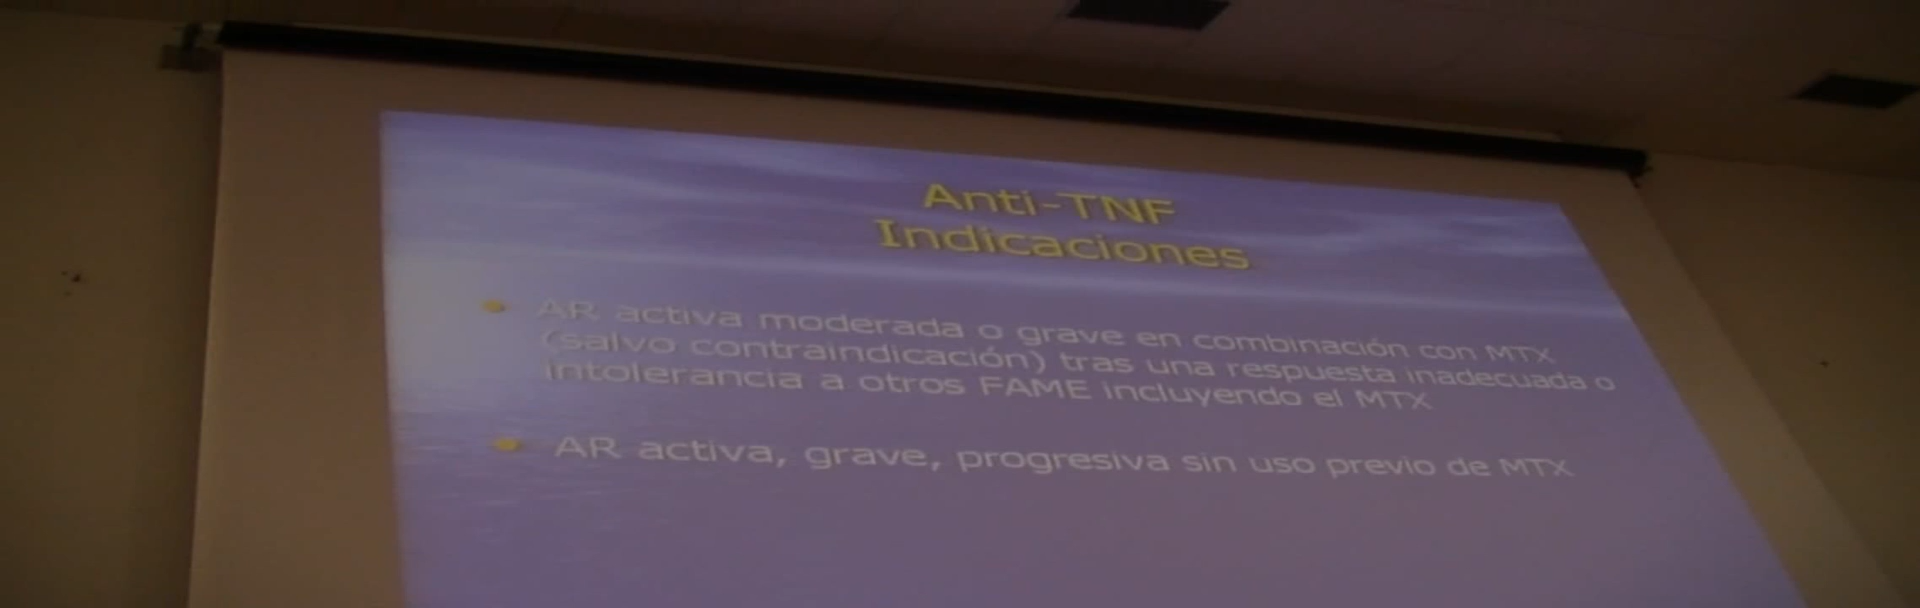 Anti-TNF
Indicaciones
AR activa moderada o grave en combinación con MTX
(salvo contraindicación) tras una respuesta inadecuada o
intolerancia a otros FAME incluyendo el MTX
AR activa, grave, progresiva sin uso previo de MTX